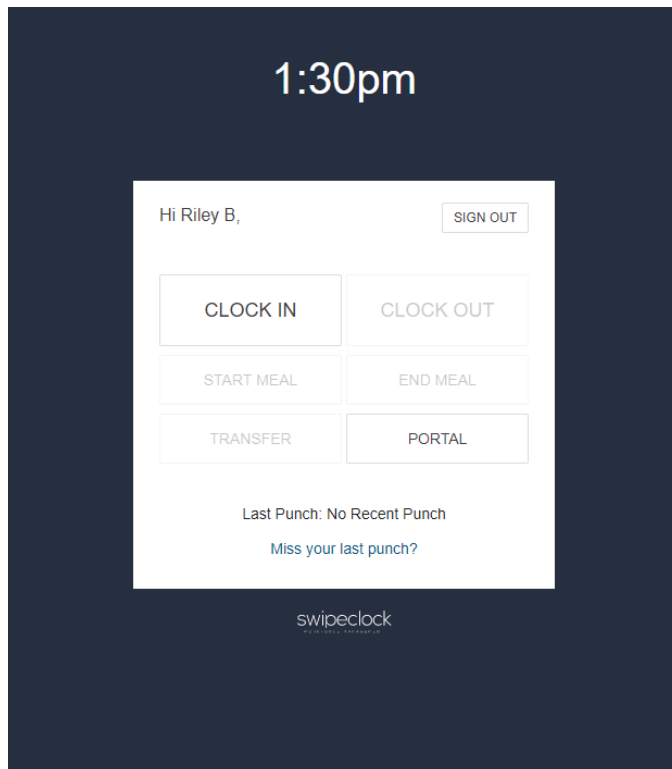 1:30pm
Hi Riley B,
SIGN OUT
CLOCK IN
CLOCK OUT
START MEAL
END MEAL
TRANSFER
PORTAL
Last Punch: No Recent Punch
Miss your last punch?
swipeclock